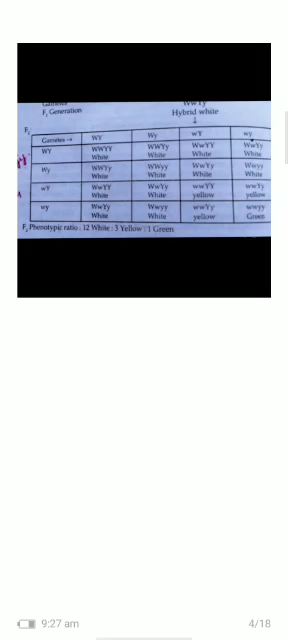 Gametes
WwTy
F₁ Generation
Hybrid white
↓
F₂
Gametes → WY Wy wY wy
WY WWYY WWYy WwYY WwYy
White White White White
Wy WWYy WWyy WwYy Wwyy
White White White White
wY WwYY WwYy wwYY wwYy
White White yellow yellow
wy WwYy Wwyy wwYy wwyy
White White yellow Green
F₂ Phenotypic ratio : 12 White : 3 Yellow : 1 Green
9:27 am
4/18